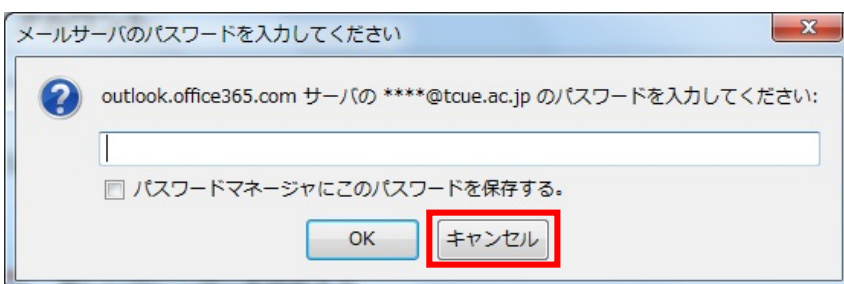 メールサーバのパスワードを入力してください
outlook.office365.com サーバの ****@tcue.ac.jp のパスワードを入力してください:
パスワードマネージャにこのパスワードを保存する。
OK
キャンセル